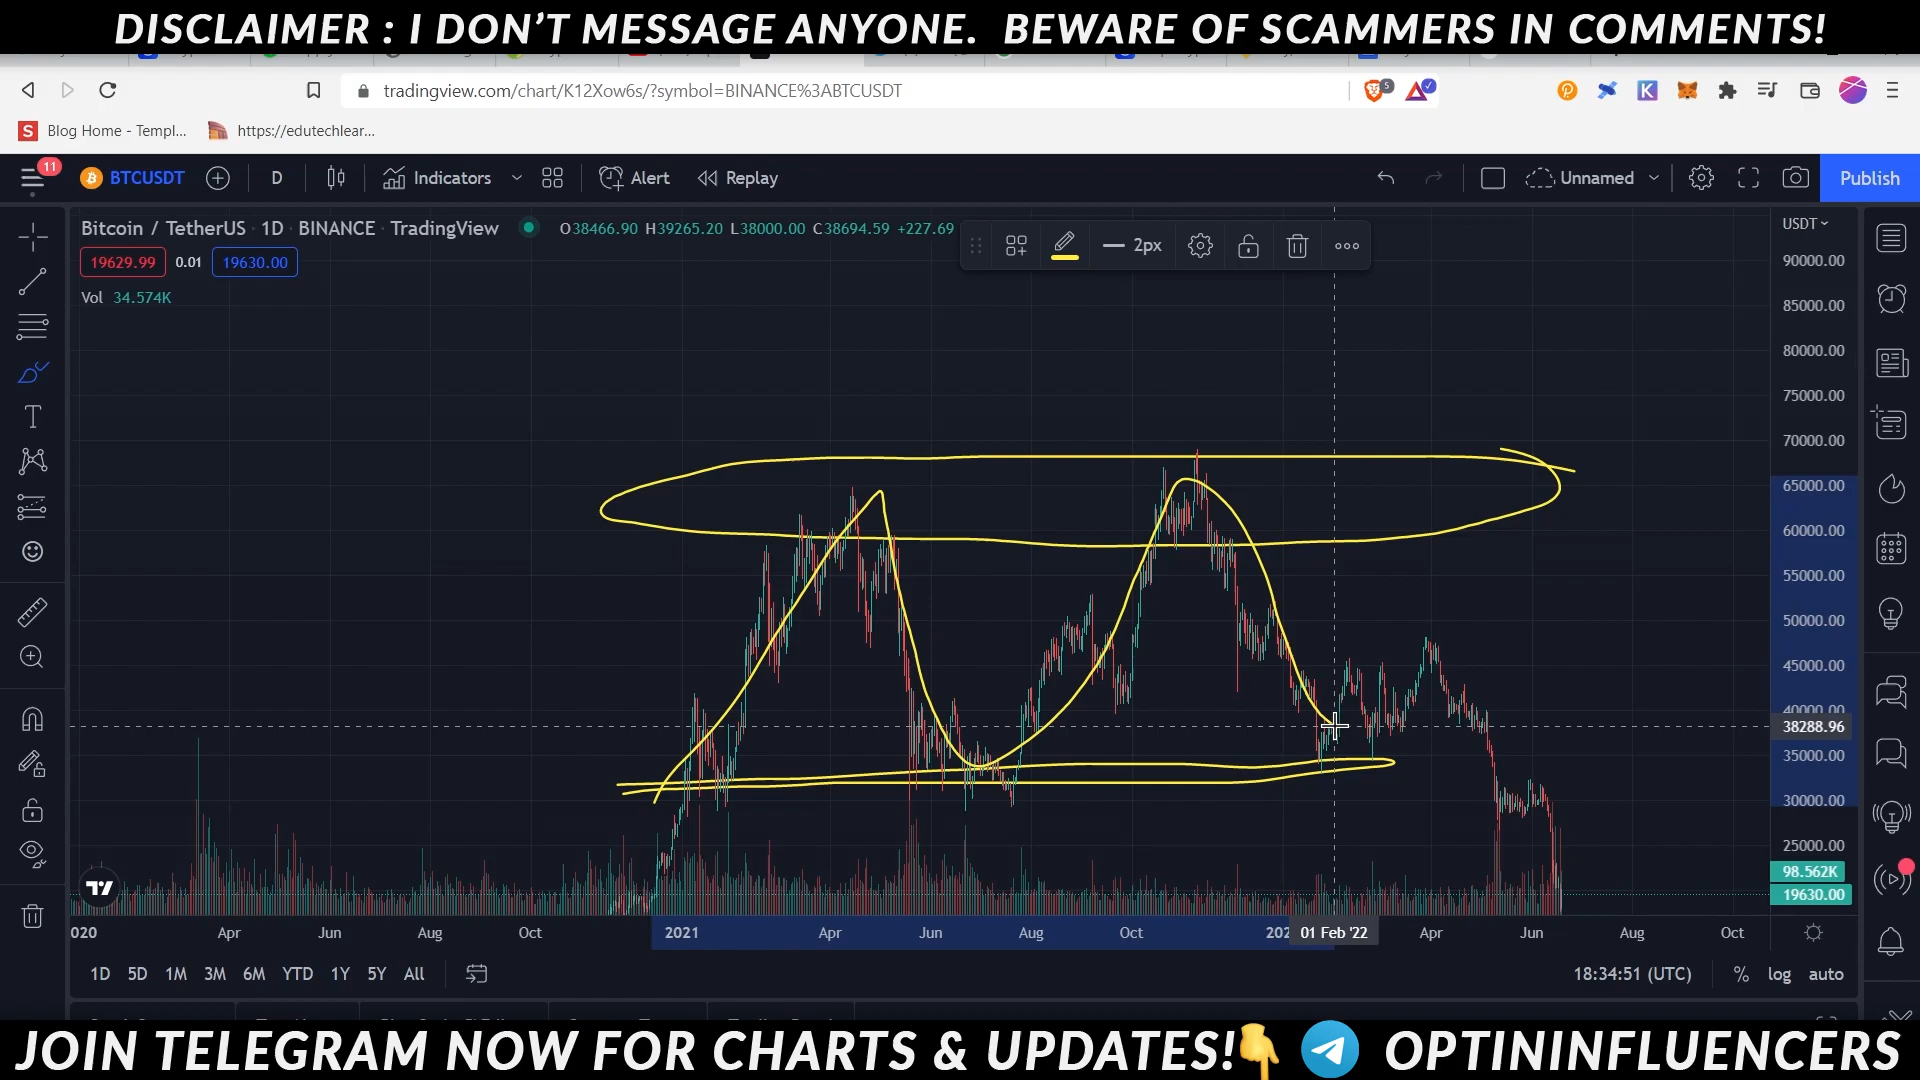 DISCLAIMER : I DON'T MESSAGE ANYONE. BEWARE OF SCAMMERS IN COMMENTS!
tradingview.com/chart/K12Xow6s/?symbol=BINANCE%3ABTCUSDT
5
S Blog Home - Templ...
https://edutechlear...
11
BTCUSDT
D
Indicators
Alert
Replay
Unnamed
Publish
Bitcoin / TetherUS · 1D · BINANCE · TradingView
O38466.90 H39265.20 L38000.00 C38694.59 +227.69
2px
USDT
19629.99
0.01
19630.00
Vol 34.574K
90000.00
85000.00
80000.00
75000.00
70000.00
65000.00
60000.00
55000.00
50000.00
45000.00
40000.00
38288.96
35000.00
30000.00
25000.00
98.562K
19630.00
020
Apr
Jun
Aug
Oct
2021
Apr
Jun
Aug
Oct
202
01 Feb '22
Apr
Jun
Aug
Oct
1D 5D 1M 3M 6M YTD 1Y 5Y All
18:34:51 (UTC)
% log auto
JOIN TELEGRAM NOW FOR CHARTS & UPDATES!👇 OPTININFLUENCERS